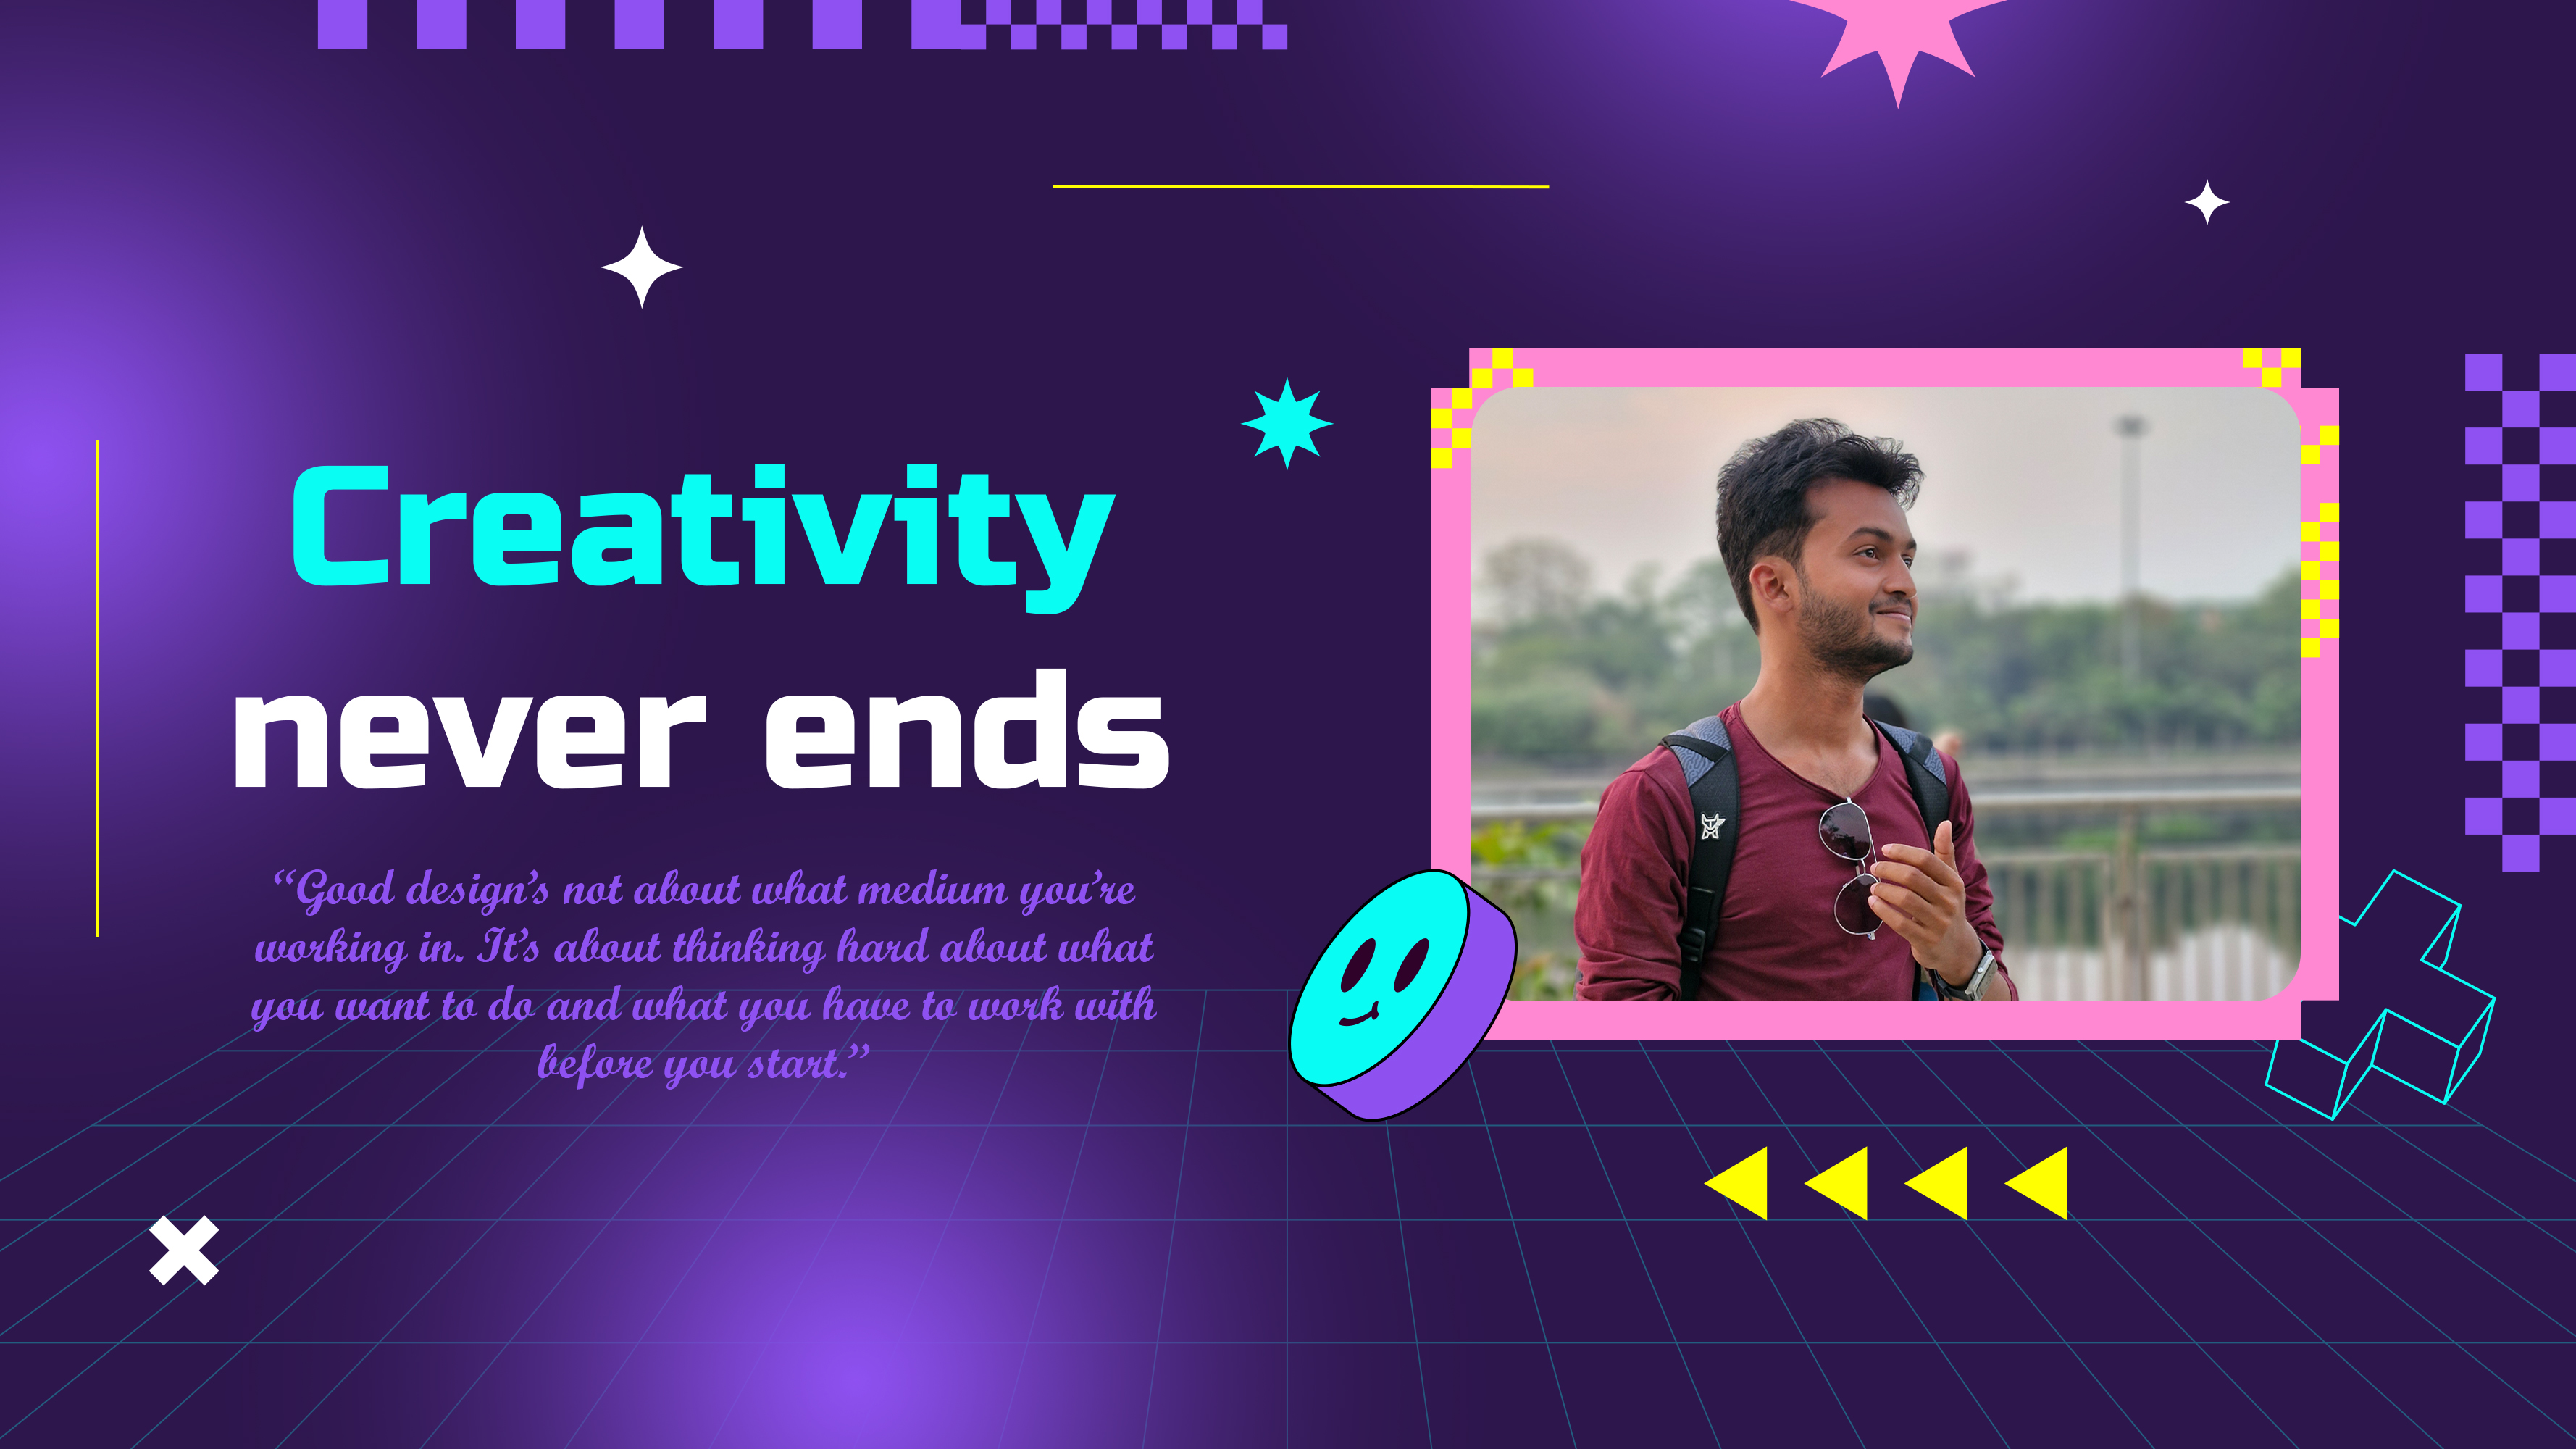 Creativity
never ends
“Good design’s not about what medium you’re
working in. It’s about thinking hard about what
you want to do and what you have to work with
before you start.”